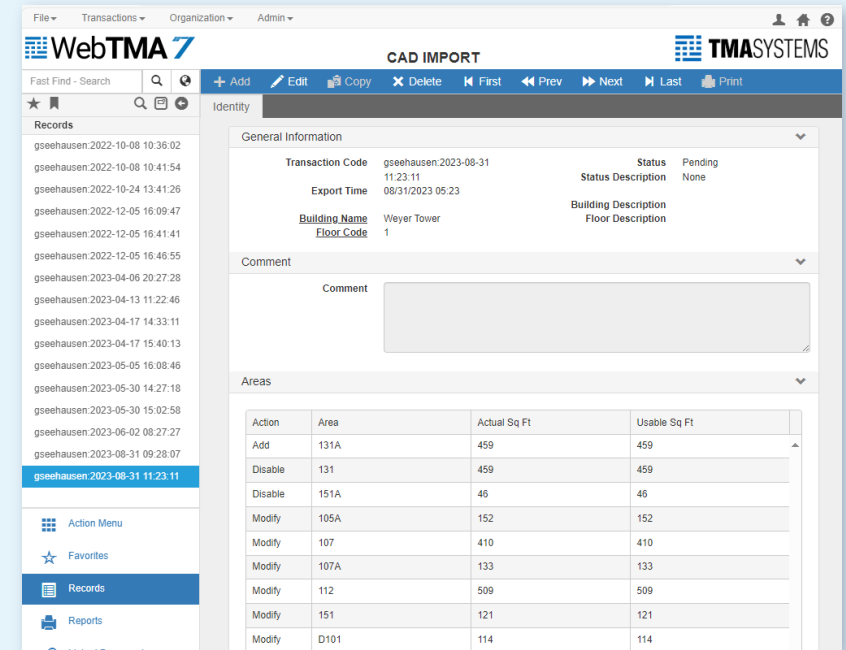 File Transactions Organization Admin
WebTMA 7
CAD IMPORT
TMASYSTEMS
Fast Find - Search
Add Edit Copy Delete First Prev Next Last Print
Identity
Records
gseehausen:2022-10-08 10:36:02
gseehausen:2022-10-08 10:41:54
gseehausen:2022-10-24 13:41:26
gseehausen:2022-12-05 16:09:47
gseehausen:2022-12-05 16:41:41
gseehausen:2022-12-05 16:46:55
gseehausen:2023-04-06 20:27:28
gseehausen:2023-04-13 11:22:46
gseehausen:2023-04-17 14:33:11
gseehausen:2023-04-17 15:40:13
gseehausen:2023-05-05 16:08:46
gseehausen:2023-05-30 14:27:18
gseehausen:2023-05-30 15:02:58
gseehausen:2023-06-02 08:27:27
gseehausen:2023-08-31 09:28:07
gseehausen:2023-08-31 11:23:11
Action Menu
Favorites
Records
Reports
General Information
Transaction Code gseehausen:2023-08-31 11:23:11
Export Time 08/31/2023 05:23
Building Name Weyer Tower
Floor Code 1
Status Pending
Status Description None
Building Description
Floor Description
Comment
Comment
Areas
Action Area Actual Sq Ft Usable Sq Ft
Add 131A 459 459
Disable 131 459 459
Disable 151A 46 46
Modify 105A 152 152
Modify 107 410 410
Modify 107A 133 133
Modify 112 509 509
Modify 151 121 121
Modify D101 114 114